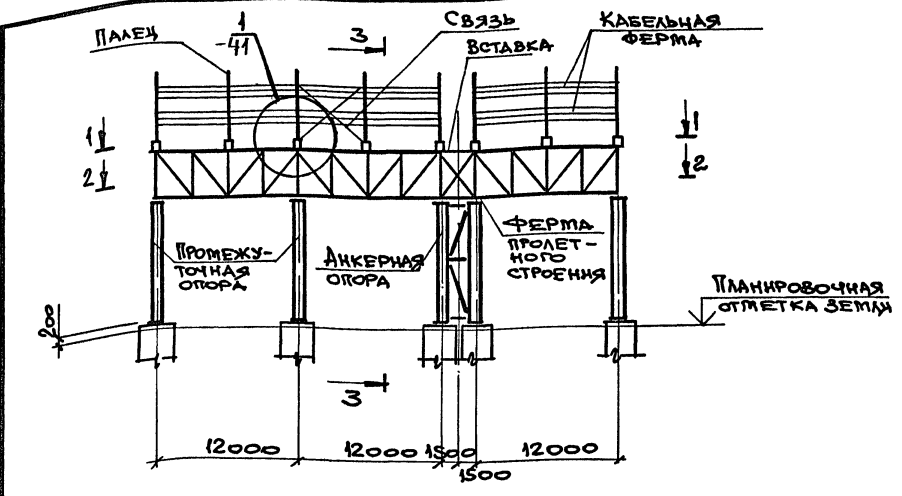 Палец
1
-41
3
Связь
Вставка
Кабельная
ферма
1
2
1
2
Промежу-
точная
опора
Анкерная
опора
Ферма
пролет-
ного
строения
Планировочная
отметка земли
200
3
12000
12000
1500
1500
12000